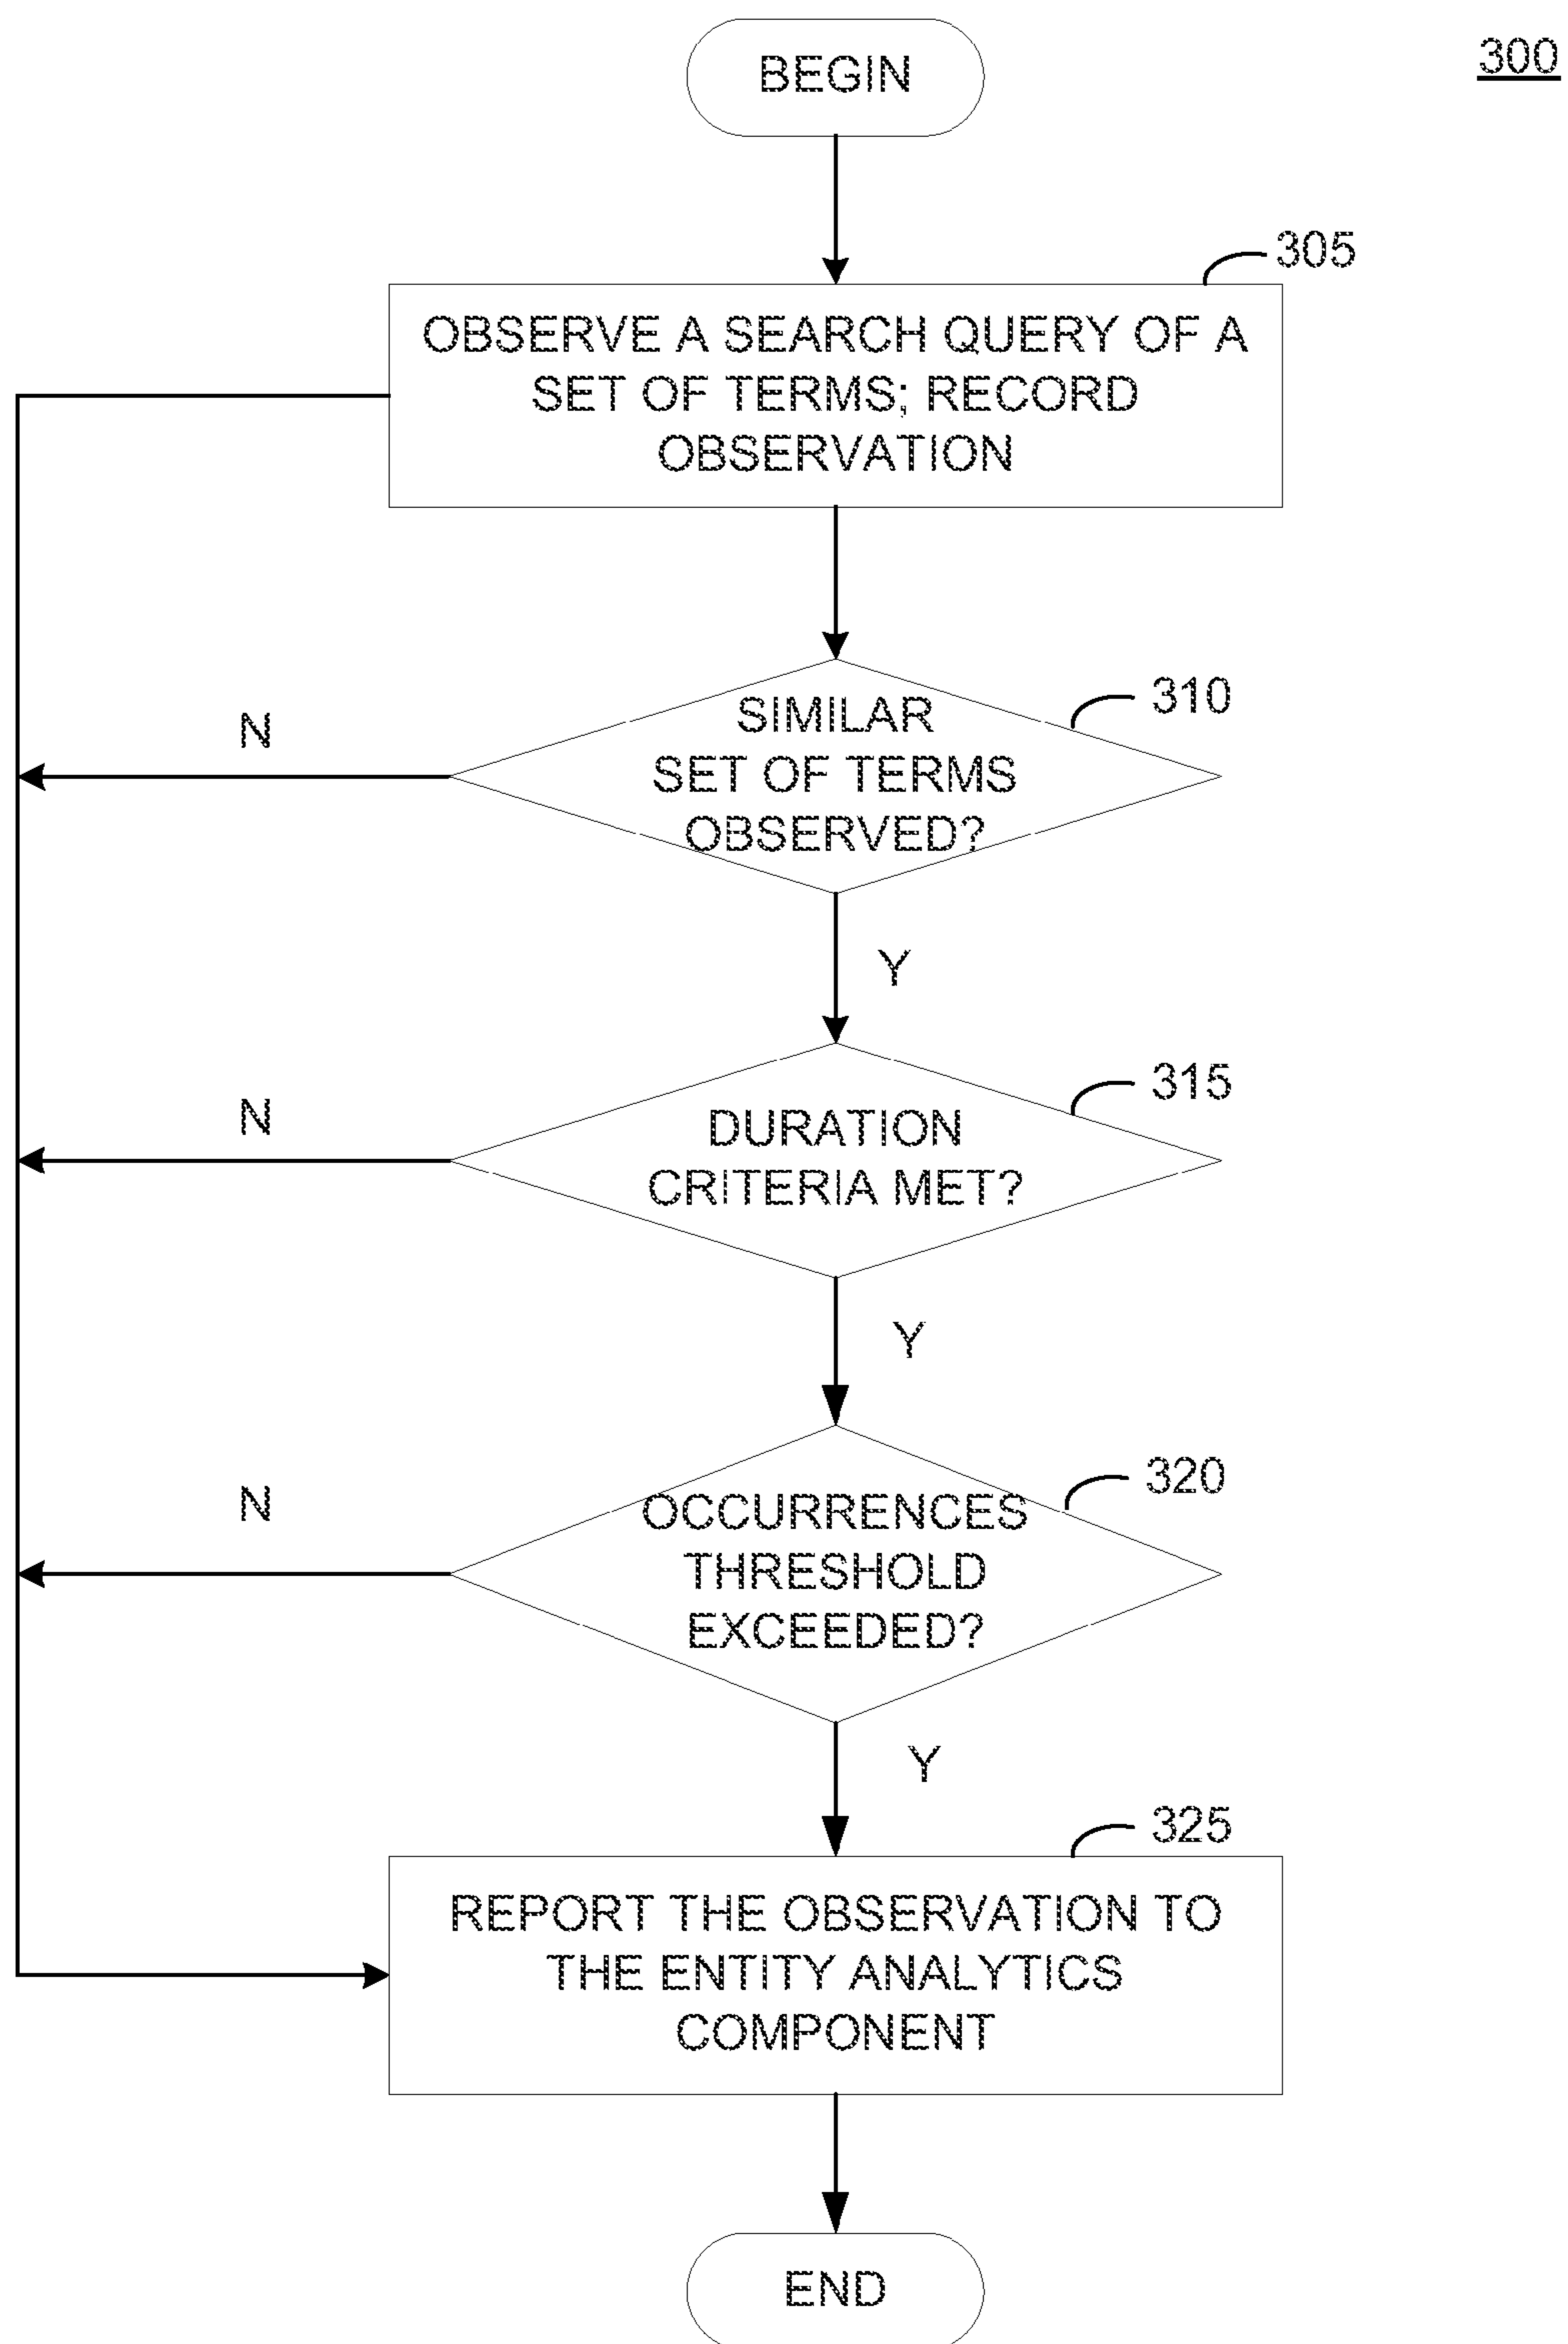 BEGIN
300
305
OBSERVE A SEARCH QUERY OF A
SET OF TERMS; RECORD
OBSERVATION
310
SIMILAR
SET OF TERMS
OBSERVED?
N
Y
315
DURATION
CRITERIA MET?
N
Y
320
OCCURRENCES
THRESHOLD
EXCEEDED?
N
Y
325
REPORT THE OBSERVATION TO
THE ENTITY ANALYTICS
COMPONENT
END